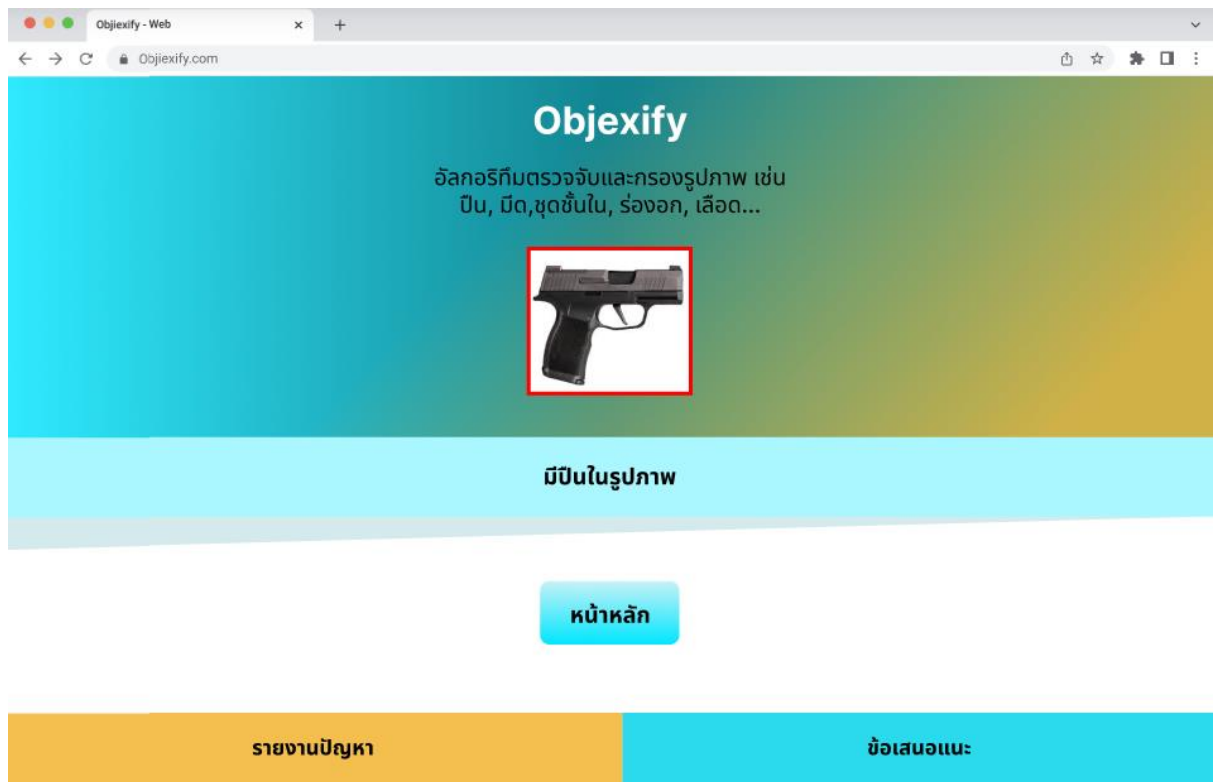 Objiexify - Web
Objiexify.com
Objexify
อัลกอริทึมตรวจจับและกรองรูปภาพ เช่น
ปืน, มีด,ชุดชั้นใน, ร่องอก, เลือด...
มีปืนในรูปภาพ
หน้าหลัก
รายงานปัญหา
ข้อเสนอแนะ